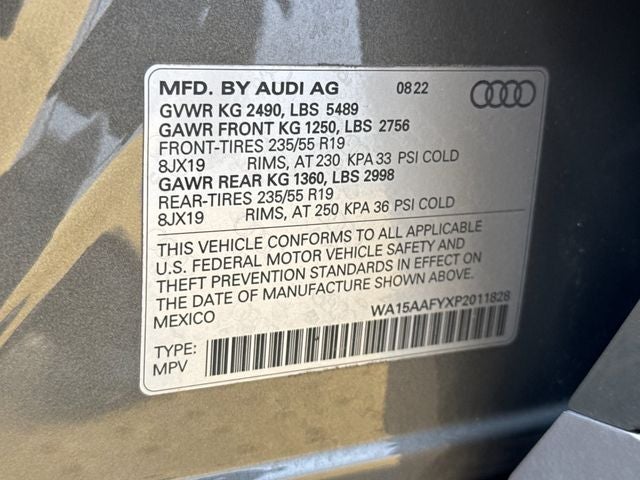 MFD. BY AUDI AG 08 22
GVWR KG 2490, LBS 5489
GAWR FRONT KG 1250, LBS 2756
FRONT-TIRES 235/55 R19
8JX19 RIMS, AT 230 KPA 33 PSI COLD
GAWR REAR KG 1360, LBS 2998
REAR-TIRES 235/55 R19
8JX19 RIMS, AT 250 KPA 36 PSI COLD
THIS VEHICLE CONFORMS TO ALL APPLICABLE
U.S. FEDERAL MOTOR VEHICLE SAFETY AND
THEFT PREVENTION STANDARDS IN EFFECT ON
THE DATE OF MANUFACTURE SHOWN ABOVE.
MEXICO
WA15AAFYXP2011828
TYPE:
MPV